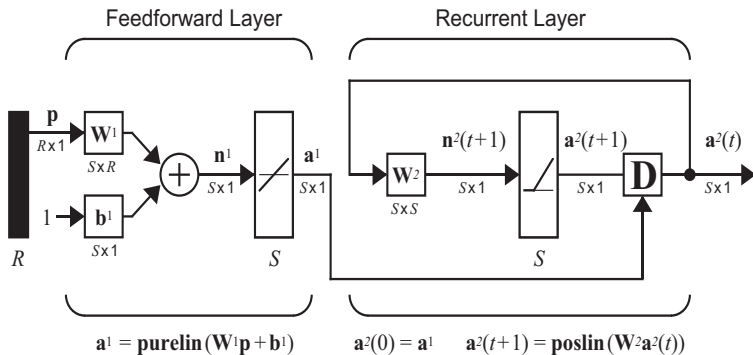 Feedforward Layer
Recurrent Layer
p
R x 1
W¹
S x R
1
b¹
S x 1
R
n¹
S x 1
a¹
S x 1
S
W²
S x S
n²(t+1)
S x 1
a²(t+1)
S x 1
S
D
a²(t)
S x 1
a¹ = purelin (W¹p + b¹)
a²(0) = a¹
a²(t+1) = poslin (W²a²(t))